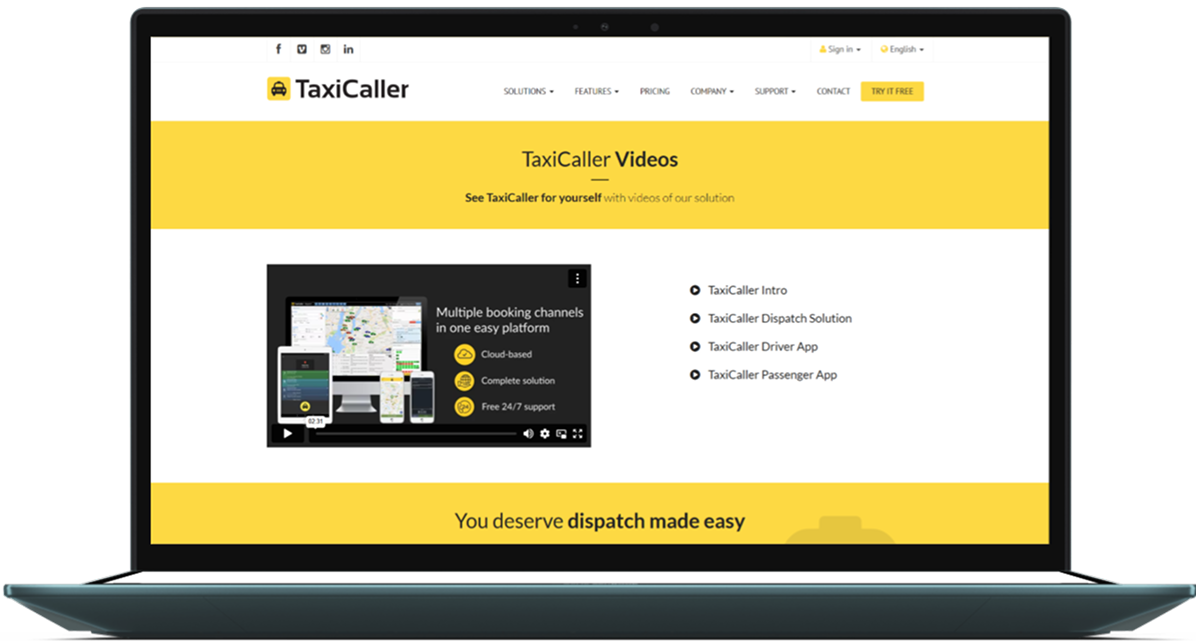 Sign in
English
TaxiCaller
SOLUTIONS
FEATURES
PRICING
COMPANY
SUPPORT
CONTACT
TRY IT FREE
TaxiCaller Videos
See TaxiCaller for yourself with videos of our solution
Multiple booking channels
in one easy platform
Cloud-based
Complete solution
Free 24/7 support
02:31
TaxiCaller Intro
TaxiCaller Dispatch Solution
TaxiCaller Driver App
TaxiCaller Passenger App
You deserve dispatch made easy